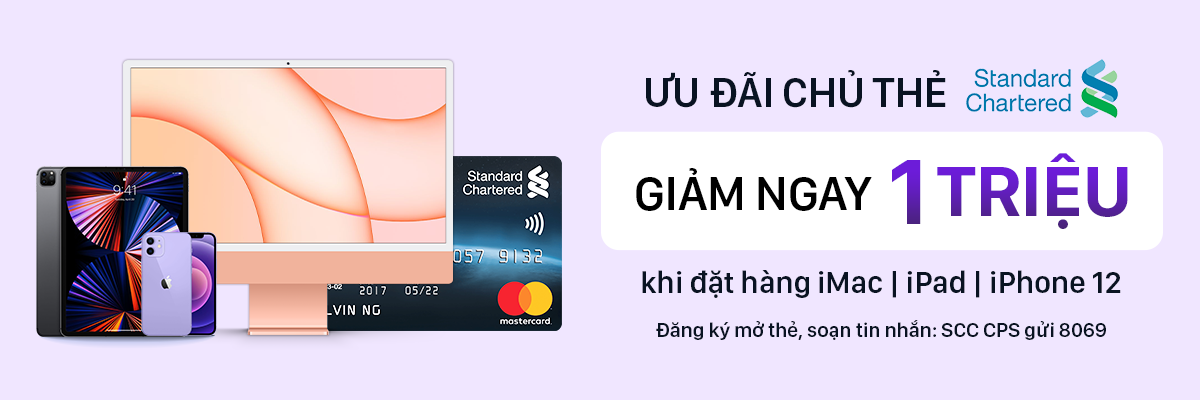 ƯU ĐÃI CHỦ THẺ
Standard
Chartered
GIẢM NGAY 1 TRIỆU
khi đặt hàng iMac | iPad | iPhone 12
Đăng ký mở thẻ, soạn tin nhắn: SCC CPS gửi 8069
9:41
Standard
Chartered
057 9132
3-02 2017 05/22
LVIN NG
mastercard